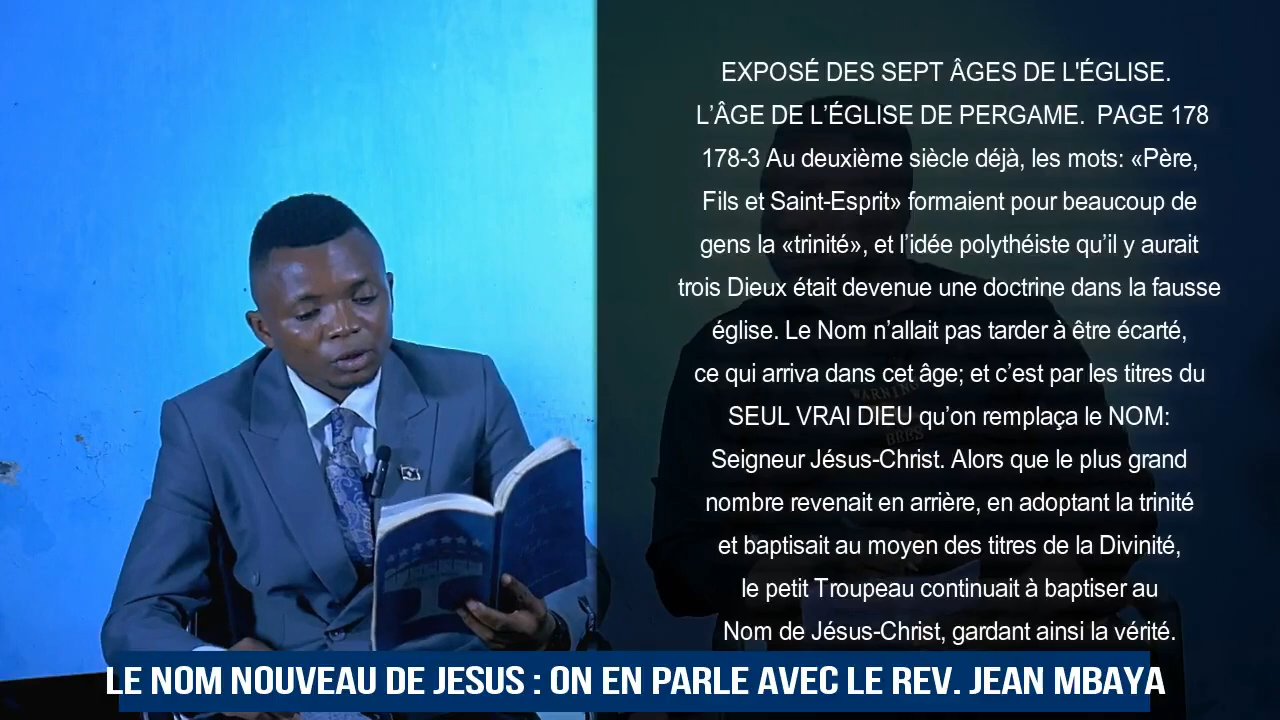 EXPOSÉ DES SEPT ÂGES DE L'ÉGLISE.
L’ÂGE DE L’ÉGLISE DE PERGAME. PAGE 178
178-3 Au deuxième siècle déjà, les mots: «Père,
Fils et Saint-Esprit» formaient pour beaucoup de
gens la «trinité», et l’idée polythéiste qu’il y aurait
trois Dieux était devenue une doctrine dans la fausse
église. Le Nom n’allait pas tarder à être écarté,
ce qui arriva dans cet âge; et c’est par les titres du
SEUL VRAI DIEU qu’on remplaça le NOM:
Seigneur Jésus-Christ. Alors que le plus grand
nombre revenait en arrière, en adoptant la trinité
et baptisait au moyen des titres de la Divinité,
le petit Troupeau continuait à baptiser au
Nom de Jésus-Christ, gardant ainsi la vérité.
WARNING
BEES
LE NOM NOUVEAU DE JESUS : ON EN PARLE AVEC LE REV. JEAN MBAYA